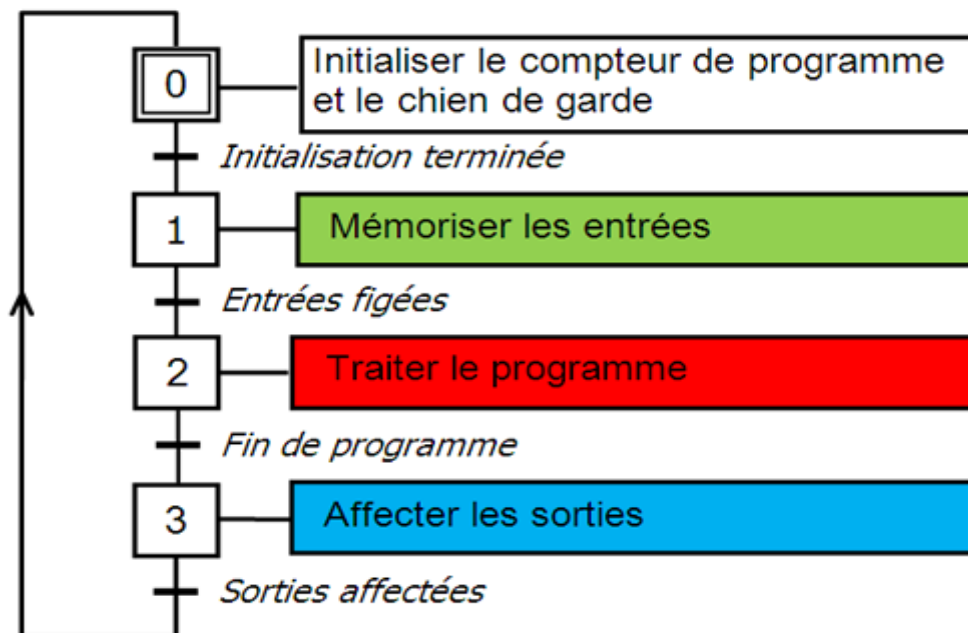 0
Initialiser le compteur de programme
et le chien de garde
Initialisation terminée
1
Mémoriser les entrées
Entrées figées
2
Traiter le programme
Fin de programme
3
Affecter les sorties
Sorties affectées